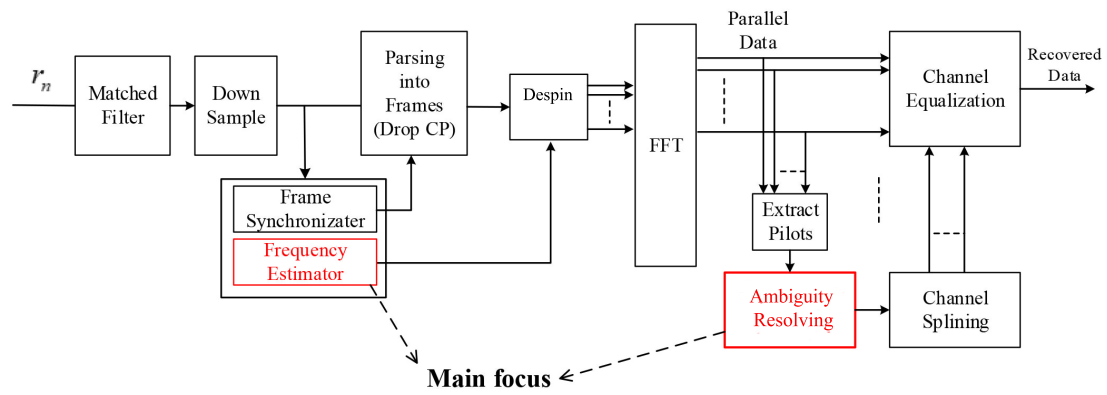 rₙ
Matched
Filter
Down
Sample
Parsing
into
Frames
(Drop CP)
Despin
FFT
Parallel
Data
Channel
Equalization
Recovered
Data
Frame
Synchronizater
Frequency
Estimator
Extract
Pilots
Ambiguity
Resolving
Channel
Splining
Main focus